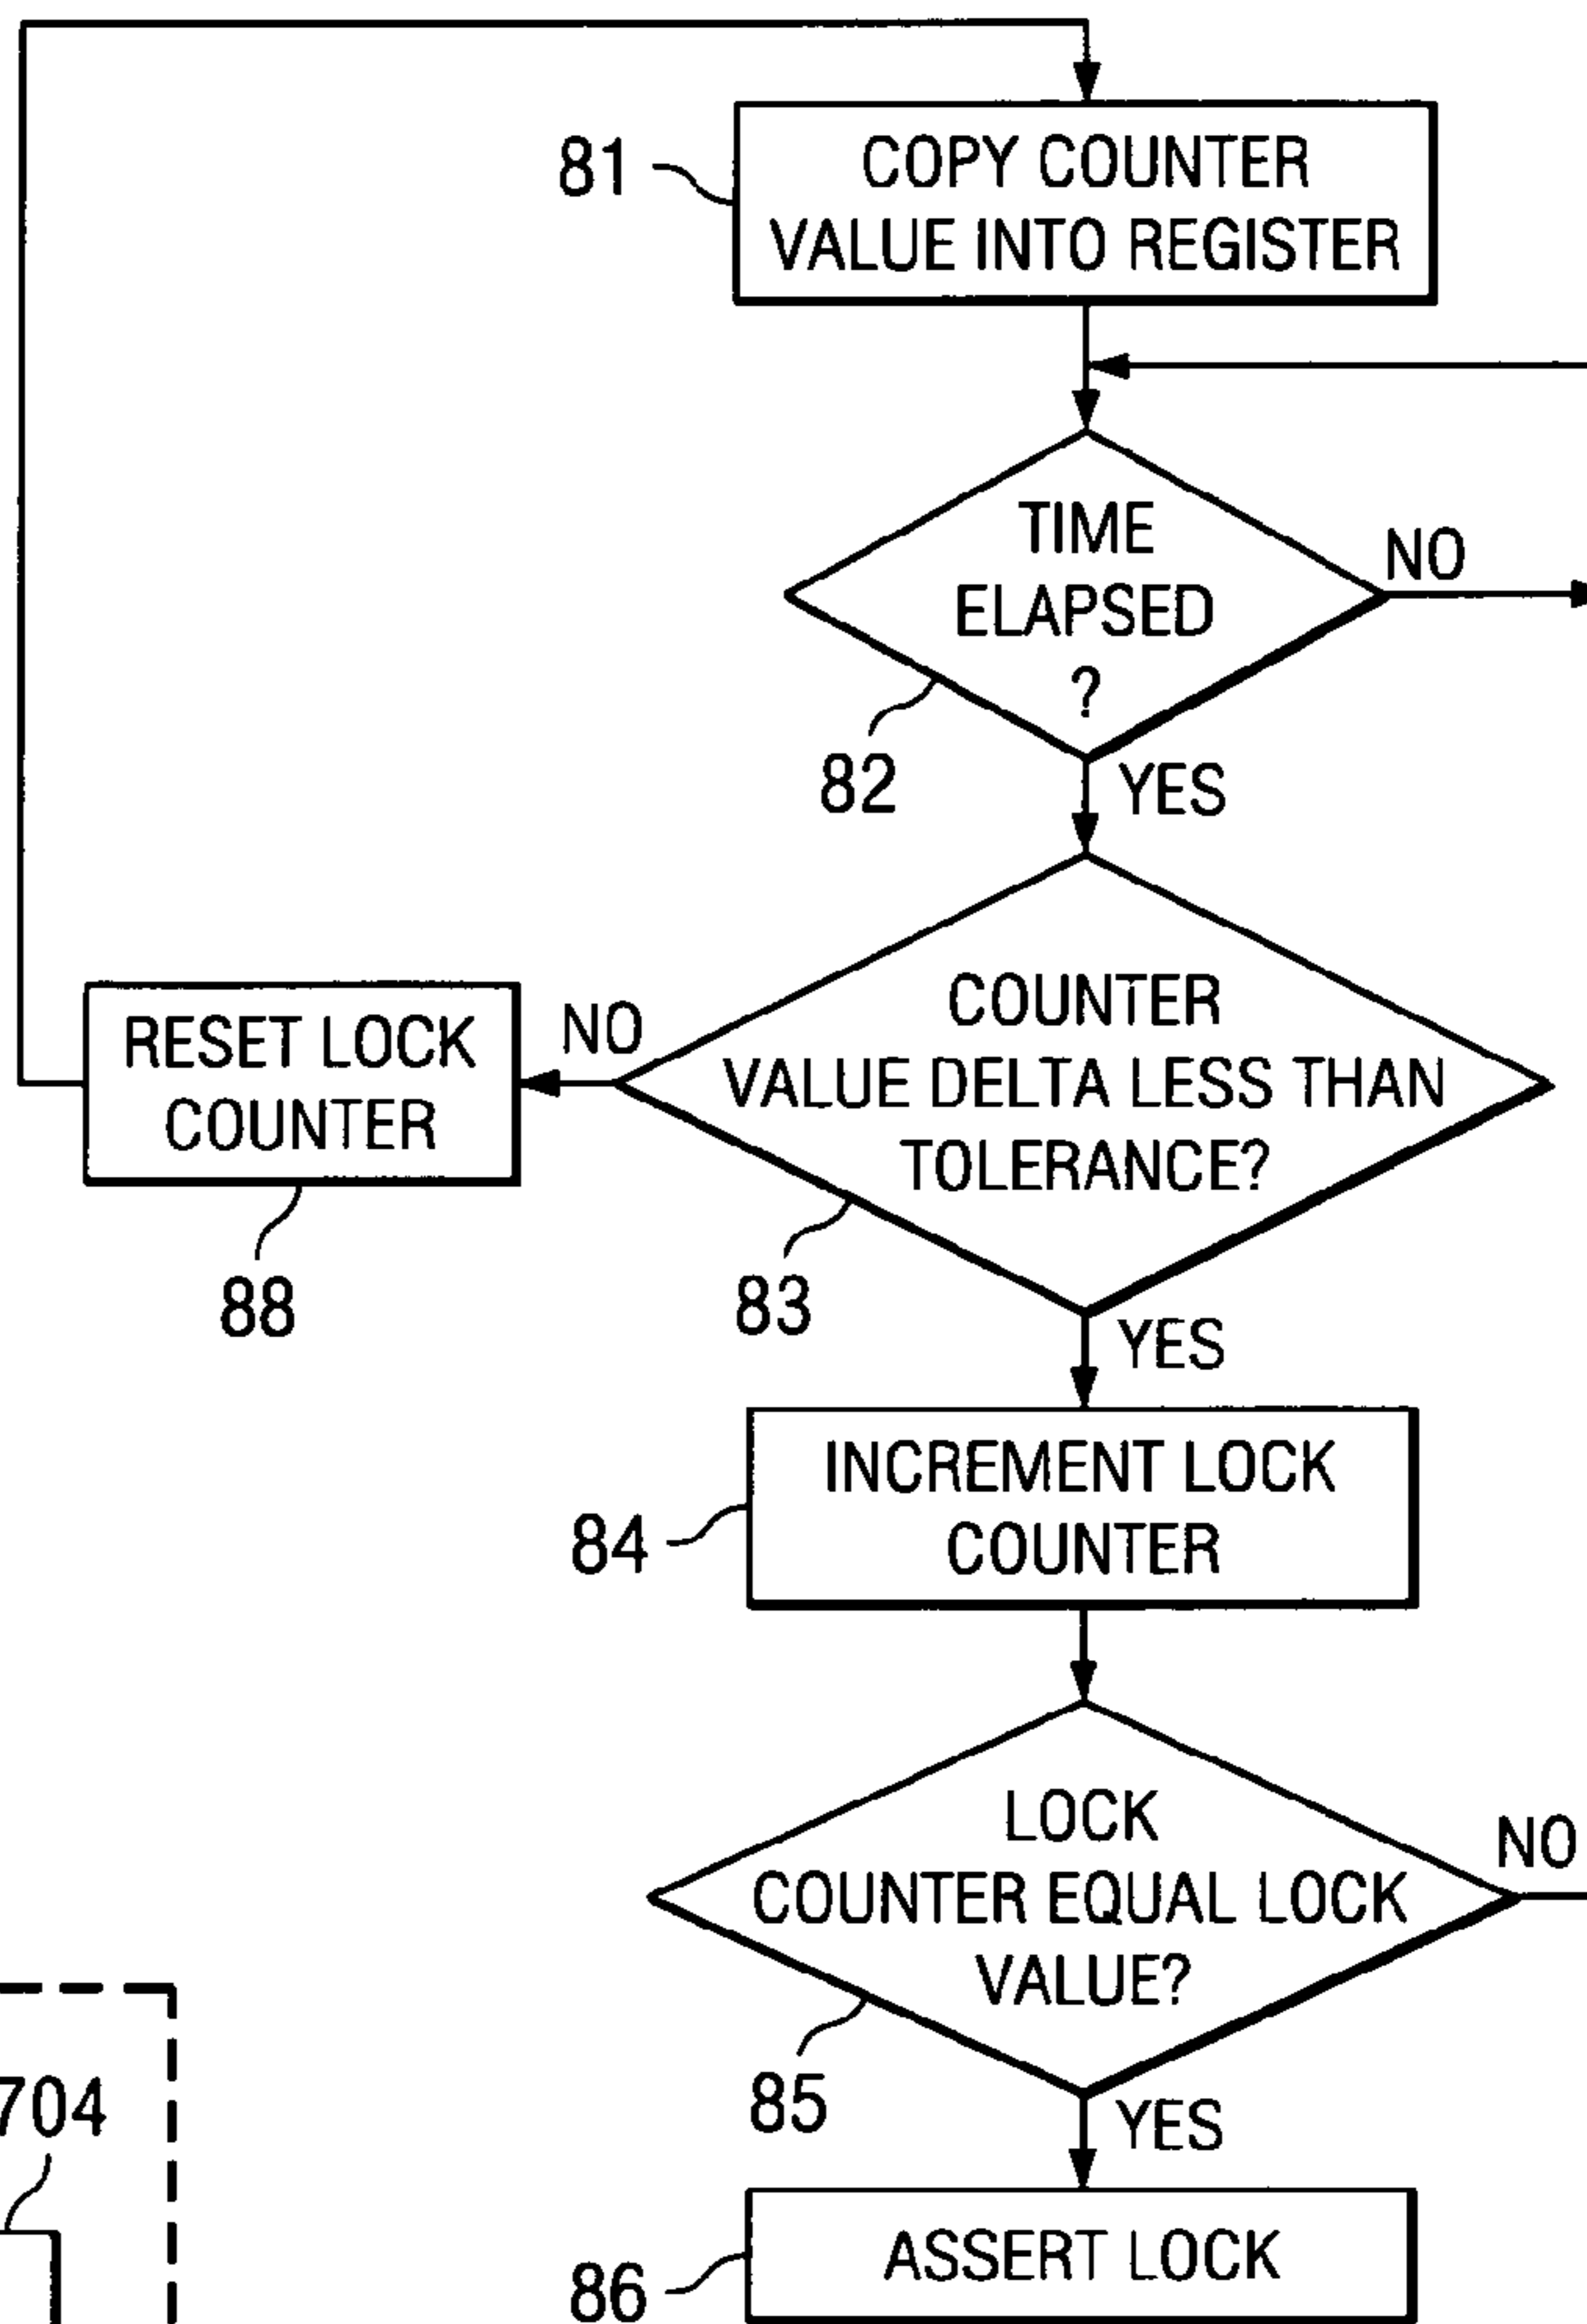 81
COPY COUNTER
VALUE INTO REGISTER
TIME
ELAPSED
?
NO
82
YES
COUNTER
VALUE DELTA LESS THAN
TOLERANCE?
NO
RESET LOCK
COUNTER
88
83
YES
INCREMENT LOCK
COUNTER
84
LOCK
COUNTER EQUAL LOCK
VALUE?
NO
85
YES
704
ASSERT LOCK
86